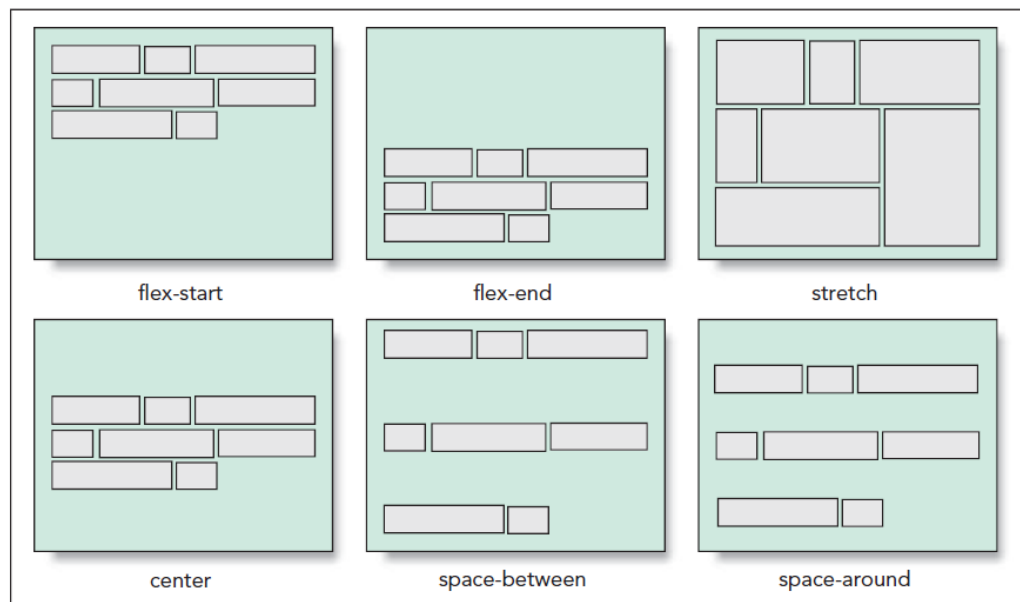 flex-start
flex-end
stretch
center
space-between
space-around